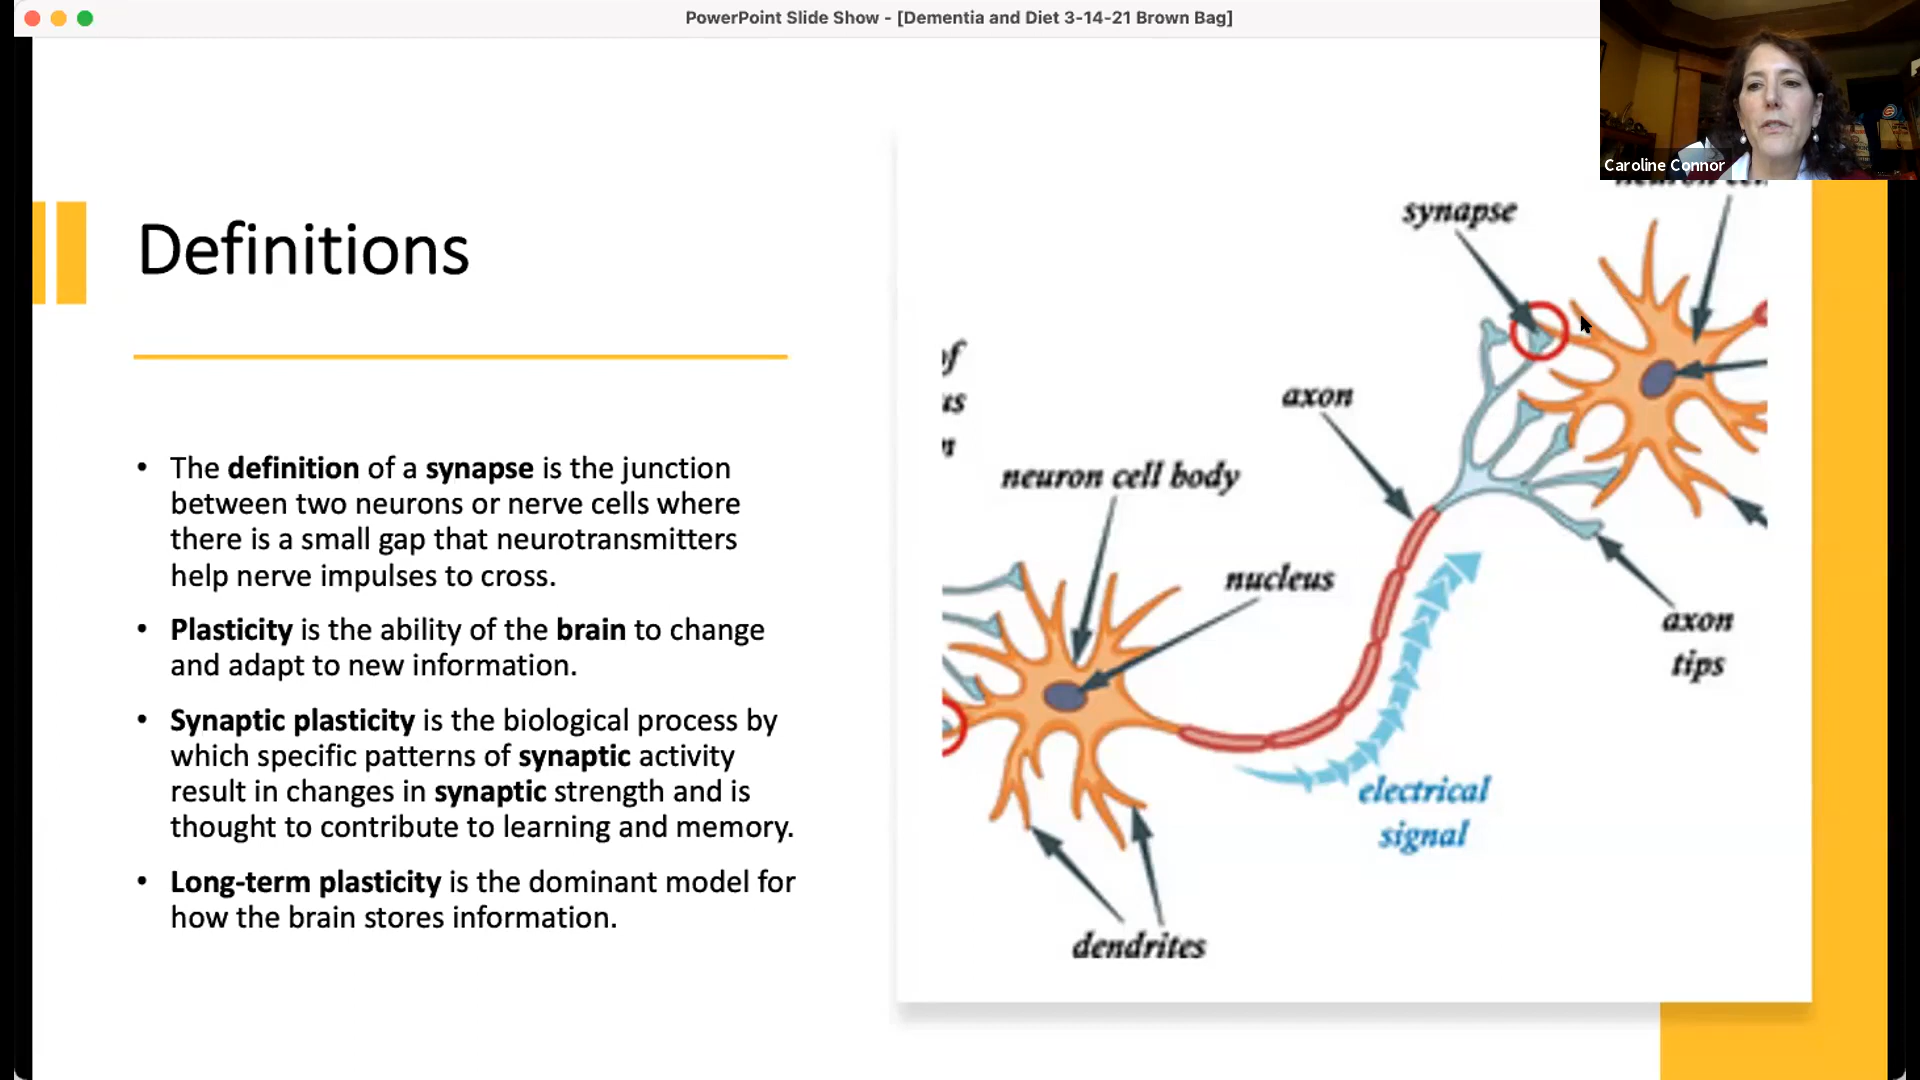 PowerPoint Slide Show - [Dementia and Diet 3-14-21 Brown Bag]
Caroline Connor
Definitions
• The definition of a synapse is the junction
between two neurons or nerve cells where
there is a small gap that neurotransmitters
help nerve impulses to cross.
• Plasticity is the ability of the brain to change
and adapt to new information.
• Synaptic plasticity is the biological process by
which specific patterns of synaptic activity
result in changes in synaptic strength and is
thought to contribute to learning and memory.
• Long-term plasticity is the dominant model for
how the brain stores information.
synapse
of
axon
neuron cell body
nucleus
axon
tips
electrical
signal
dendrites